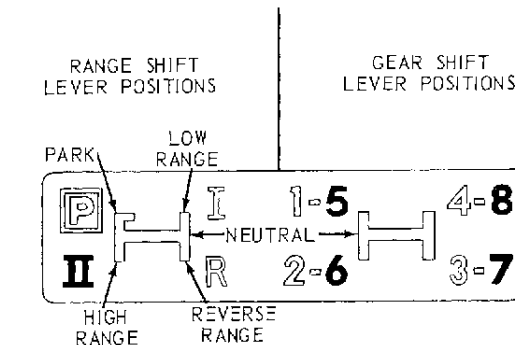 RANGE SHIFT
LEVER POSITIONS
GEAR SHIFT
LEVER POSITIONS
PARK
LOW
RANGE
P
I
1-5
4-8
NEUTRAL
II
R
2-6
3-7
HIGH
RANGE
REVERSE
RANGE